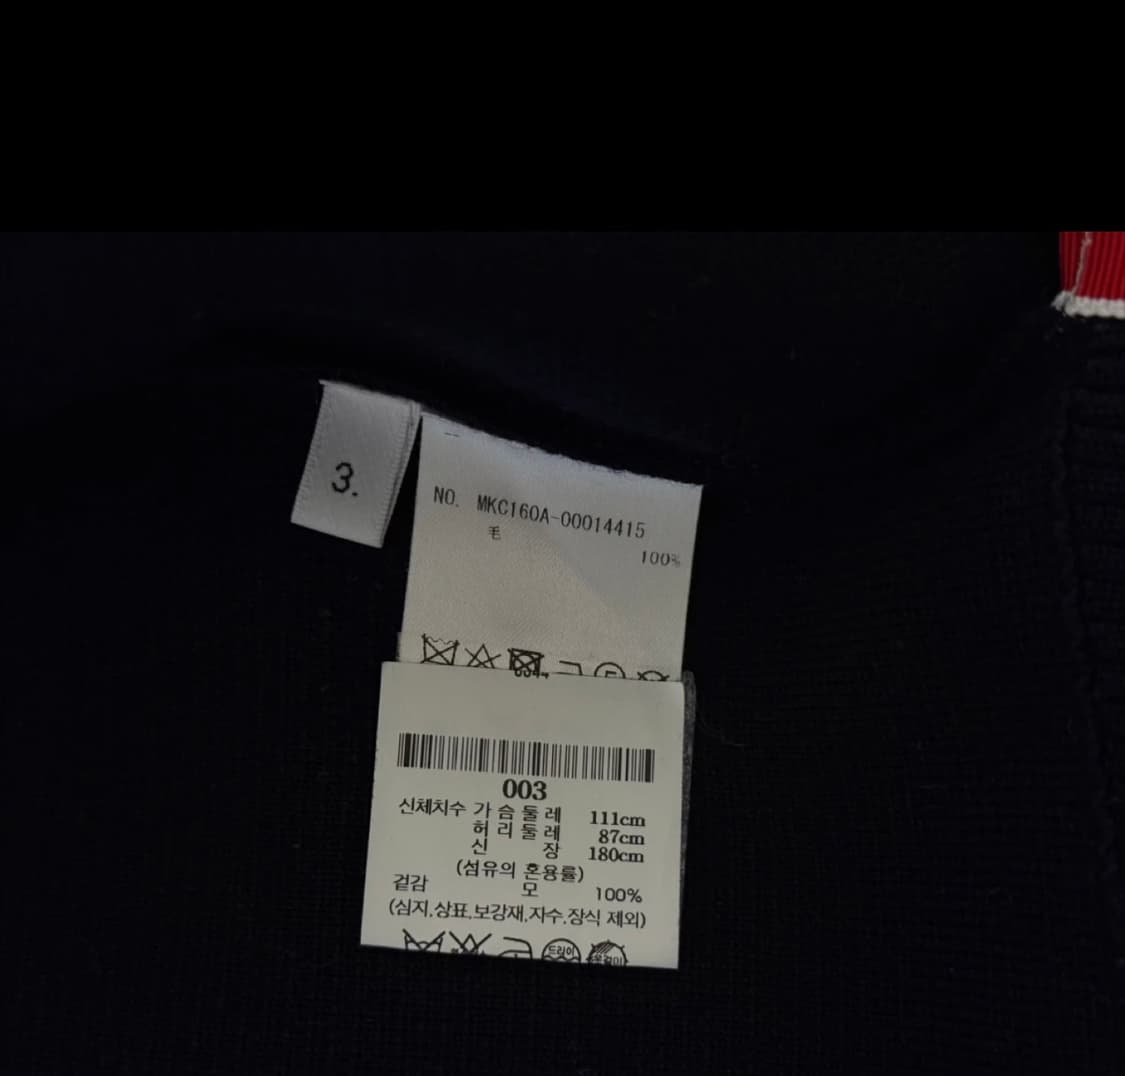 3.
NO. MKC160A-00014415
毛
100%
003
신체치수 가 슴 둘 레 111cm
허 리 둘 레 87cm
신 장 180cm
(섬유의 혼용률)
겉감 모 100%
(심지,상표,보강재,자수,장식 제외)
드라이